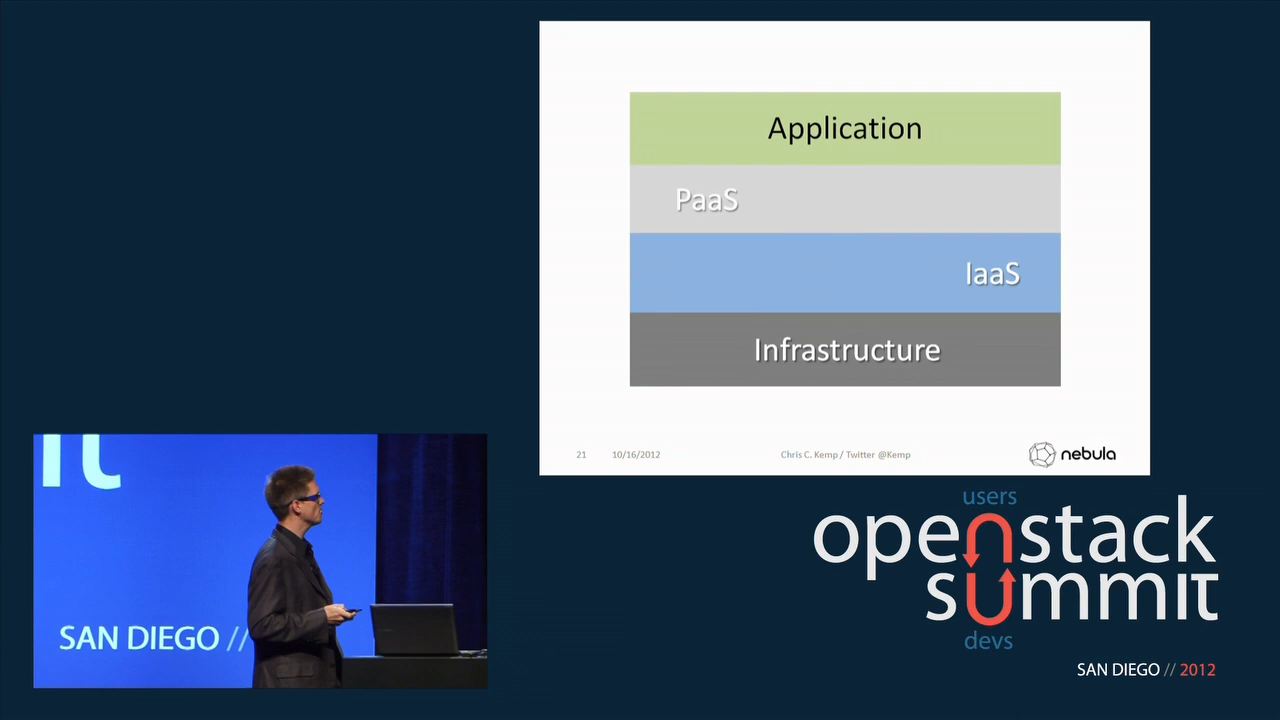 Application
PaaS
IaaS
Infrastructure
21 10/16/2012 Chris C. Kemp / Twitter @Kemp nebula
it
SAN DIEGO //
users
openstack
summit
devs
SAN DIEGO // 2012